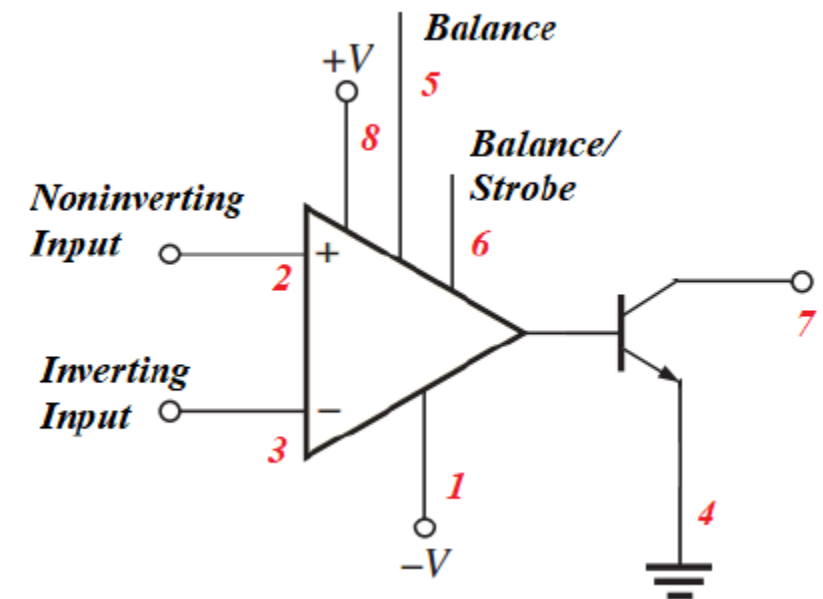 Balance
5
+V
8
Balance/
Strobe
6
Noninverting
Input
2
+
7
Inverting
Input
3
−
1
−V
4